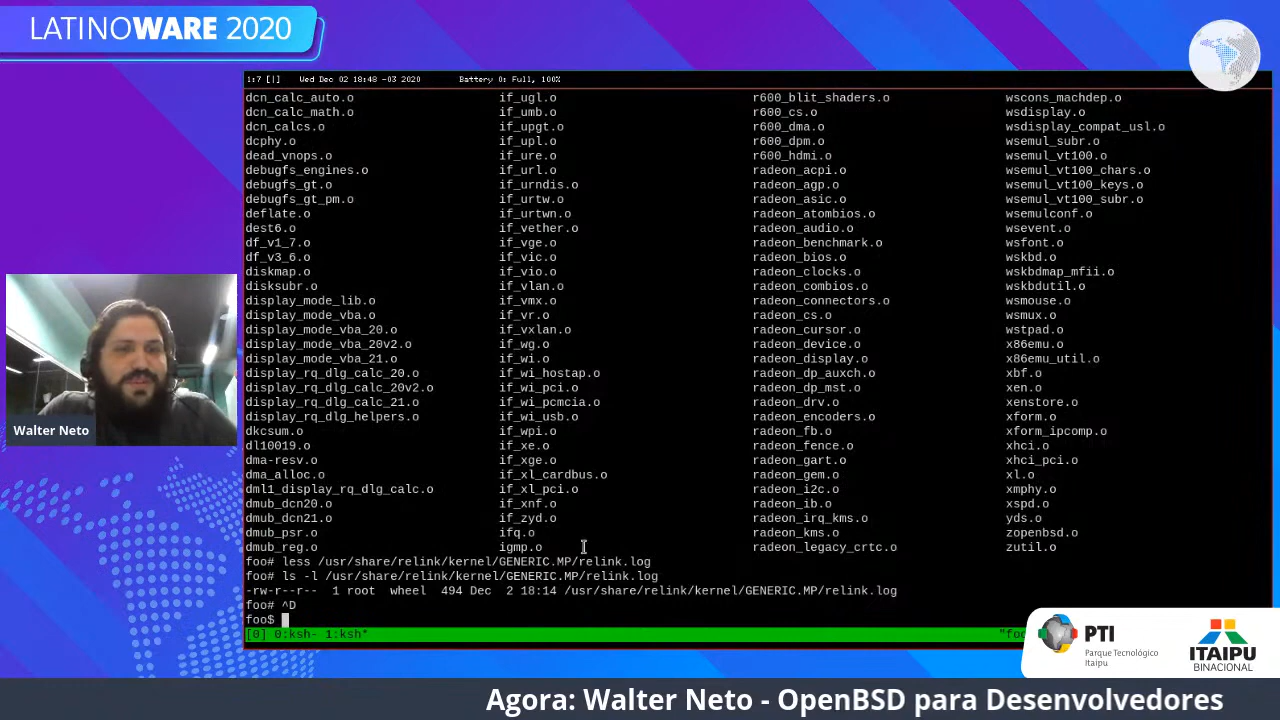 LATINOWARE 2020
1:7 [|] Wed Dec 02 18:48 -03 2020 Battery 0: Full, 100%
dcn_calc_auto.o if_ugl.o r600_blit_shaders.o wscons_machdep.o
dcn_calc_math.o if_umb.o r600_cs.o wsdisplay.o
dcn_calcs.o if_upgt.o r600_dma.o wsdisplay_compat_usl.o
dcphy.o if_upl.o r600_dpm.o wsemul_subr.o
dead_vnops.o if_ure.o r600_hdmi.o wsemul_vt100.o
debugfs_engines.o if_url.o radeon_acpi.o wsemul_vt100_chars.o
debugfs_gt.o if_urndis.o radeon_agp.o wsemul_vt100_keys.o
debugfs_gt_pm.o if_urtw.o radeon_asic.o wsemul_vt100_subr.o
deflate.o if_urtwn.o radeon_atombios.o wsemulconf.o
dest6.o if_vether.o radeon_audio.o wsevent.o
df_v1_7.o if_vge.o radeon_benchmark.o wsfont.o
df_v3_6.o if_vic.o radeon_bios.o wskbd.o
diskmap.o if_vio.o radeon_clocks.o wskbdmap_mfii.o
disksubr.o if_vlan.o radeon_combios.o wskbdutil.o
display_mode_lib.o if_vmx.o radeon_connectors.o wsmouse.o
display_mode_vba.o if_vr.o radeon_cs.o wsmux.o
display_mode_vba_20.o if_vxlan.o radeon_cursor.o wstpad.o
display_mode_vba_20v2.o if_wg.o radeon_device.o x86emu.o
display_mode_vba_21.o if_wi.o radeon_display.o x86emu_util.o
display_rq_dlg_calc_20.o if_wi_hostap.o radeon_dp_auxch.o xbf.o
display_rq_dlg_calc_20v2.o if_wi_pci.o radeon_dp_mst.o xen.o
display_rq_dlg_calc_21.o if_wi_pcmcia.o radeon_drv.o xenstore.o
display_rq_dlg_helpers.o if_wi_usb.o radeon_encoders.o xform.o
dkcsum.o if_wpi.o radeon_fb.o xform_ipcomp.o
dl10019.o if_xe.o radeon_fence.o xhci.o
dma-resv.o if_xge.o radeon_gart.o xhci_pci.o
dma_alloc.o if_xl_cardbus.o radeon_gem.o xl.o
dml1_display_rq_dlg_calc.o if_xl_pci.o radeon_i2c.o xmphy.o
dmub_dcn20.o if_xnf.o radeon_ib.o xspd.o
dmub_dcn21.o if_zyd.o radeon_irq_kms.o yds.o
dmub_psr.o ifq.o radeon_kms.o zopenbsd.o
dmub_reg.o igmp.o radeon_legacy_crtc.o zutil.o
foo# less /usr/share/relink/kernel/GENERIC.MP/relink.log
foo# ls -l /usr/share/relink/kernel/GENERIC.MP/relink.log
-rw-r--r-- 1 root wheel 494 Dec 2 18:14 /usr/share/relink/kernel/GENERIC.MP/relink.log
foo# ^D
foo$
[0] 0:ksh- 1:ksh* "foo
Walter Neto
PTI
Parque Tecnológico
Itaipu
ITAIPU
BINACIONAL
Agora: Walter Neto - OpenBSD para Desenvolvedores